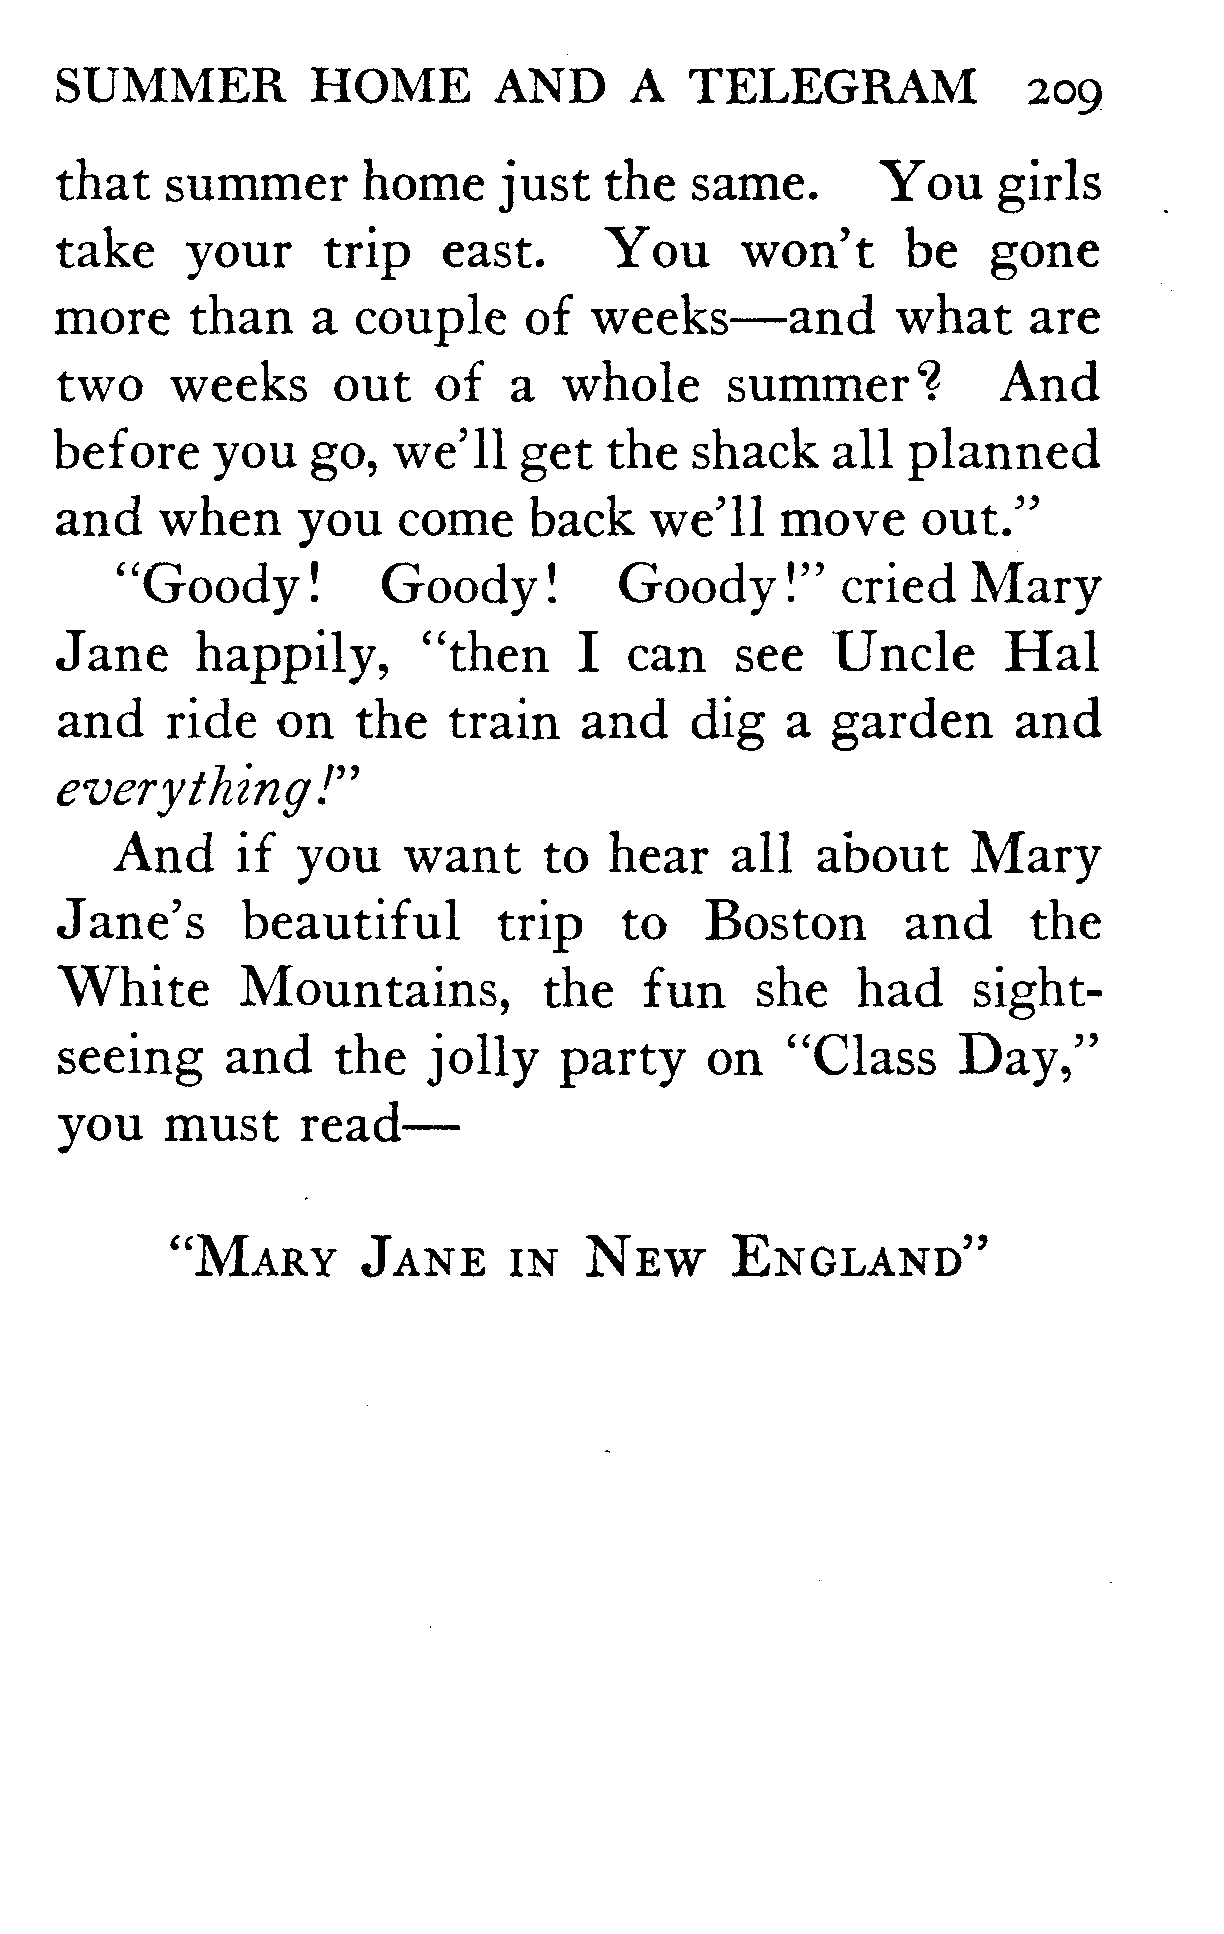 SUMMER HOME AND A TELEGRAM 209
that summer home just the same. You girls
take your trip east. You won't be gone
more than a couple of weeks—and what are
two weeks out of a whole summer? And
before you go, we'll get the shack all planned
and when you come back we'll move out."
"Goody! Goody! Goody!" cried Mary
Jane happily, "then I can see Uncle Hal
and ride on the train and dig a garden and
everything!"
And if you want to hear all about Mary
Jane's beautiful trip to Boston and the
White Mountains, the fun she had sight-
seeing and the jolly party on "Class Day,"
you must read—
"MARY JANE IN NEW ENGLAND"